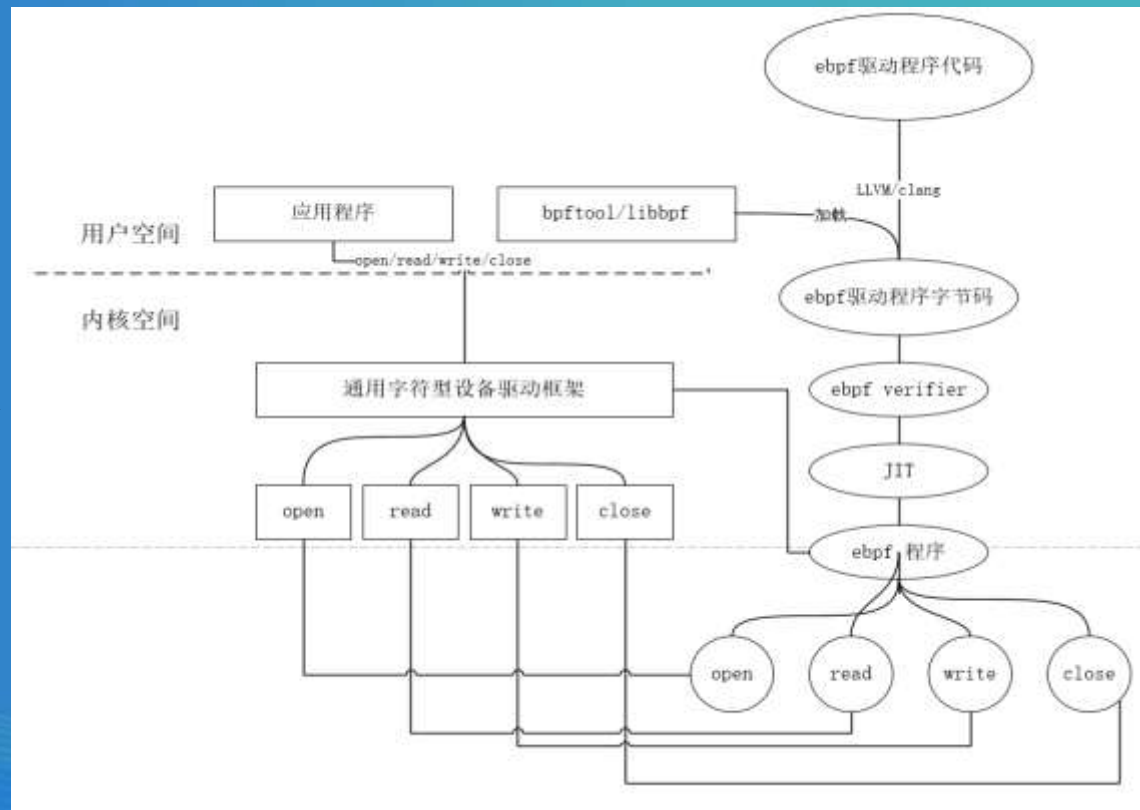 ebpf驱动程序代码
LLVM/clang
应用程序
bpftool/libbpf
加载
用户空间
open/read/write/close
ebpf驱动程序字节码
内核空间
通用字符型设备驱动框架
ebpf verifier
JIT
open
read
write
close
ebpf 程序
open
read
write
close